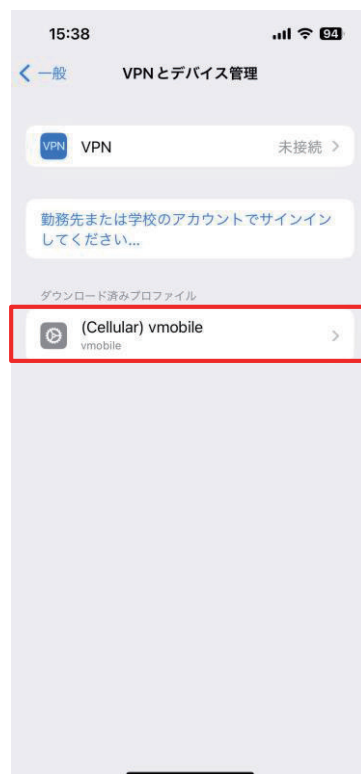 15:38
94
一般
VPNとデバイス管理
VPN
VPN
未接続
勤務先または学校のアカウントでサインイン
してください...
ダウンロード済みプロファイル
(Cellular) vmobile
vmobile